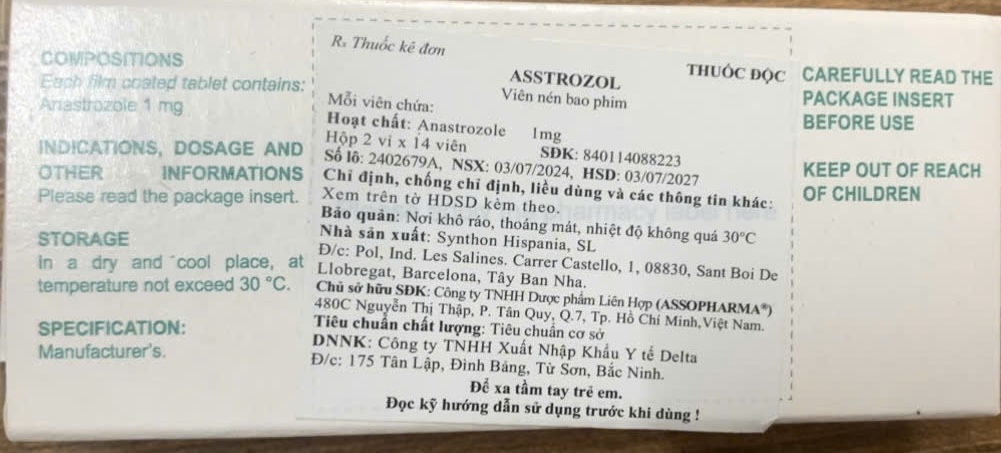 COMPOSITIONS
Each film coated tablet contains:
Anastrozole 1 mg
INDICATIONS, DOSAGE AND
OTHER INFORMATIONS
Please read the package insert.
STORAGE
In a dry and cool place, at
temperature not exceed 30 °C.
SPECIFICATION:
Manufacturer's.
Rx Thuốc kê đơn
THUỐC ĐỘC
ASSTROZOL
Viên nén bao phim
Mỗi viên chứa:
Hoạt chất: Anastrozole 1mg
Hộp 2 vỉ x 14 viên SĐK: 840114088223
Số lô: 2402679A, NSX: 03/07/2024, HSD: 03/07/2027
Chỉ định, chống chỉ định, liều dùng và các thông tin khác:
Xem trên tờ HDSD kèm theo.
Bảo quản: Nơi khô ráo, thoáng mát, nhiệt độ không quá 30°C
Nhà sản xuất: Synthon Hispania, SL
Đ/c: Pol, Ind. Les Salines. Carrer Castello, 1, 08830, Sant Boi De
Llobregat, Barcelona, Tây Ban Nha.
Chủ sở hữu SĐK: Công ty TNHH Dược phẩm Liên Hợp (ASSOPHARMA®)
480C Nguyễn Thị Thập, P. Tân Quy, Q.7, Tp. Hồ Chí Minh, Việt Nam.
Tiêu chuẩn chất lượng: Tiêu chuẩn cơ sở
DNNK: Công ty TNHH Xuất Nhập Khẩu Y tế Delta
Đ/c: 175 Tân Lập, Đình Bảng, Từ Sơn, Bắc Ninh.
Để xa tầm tay trẻ em.
Đọc kỹ hướng dẫn sử dụng trước khi dùng !
CAREFULLY READ THE
PACKAGE INSERT
BEFORE USE
KEEP OUT OF REACH
OF CHILDREN